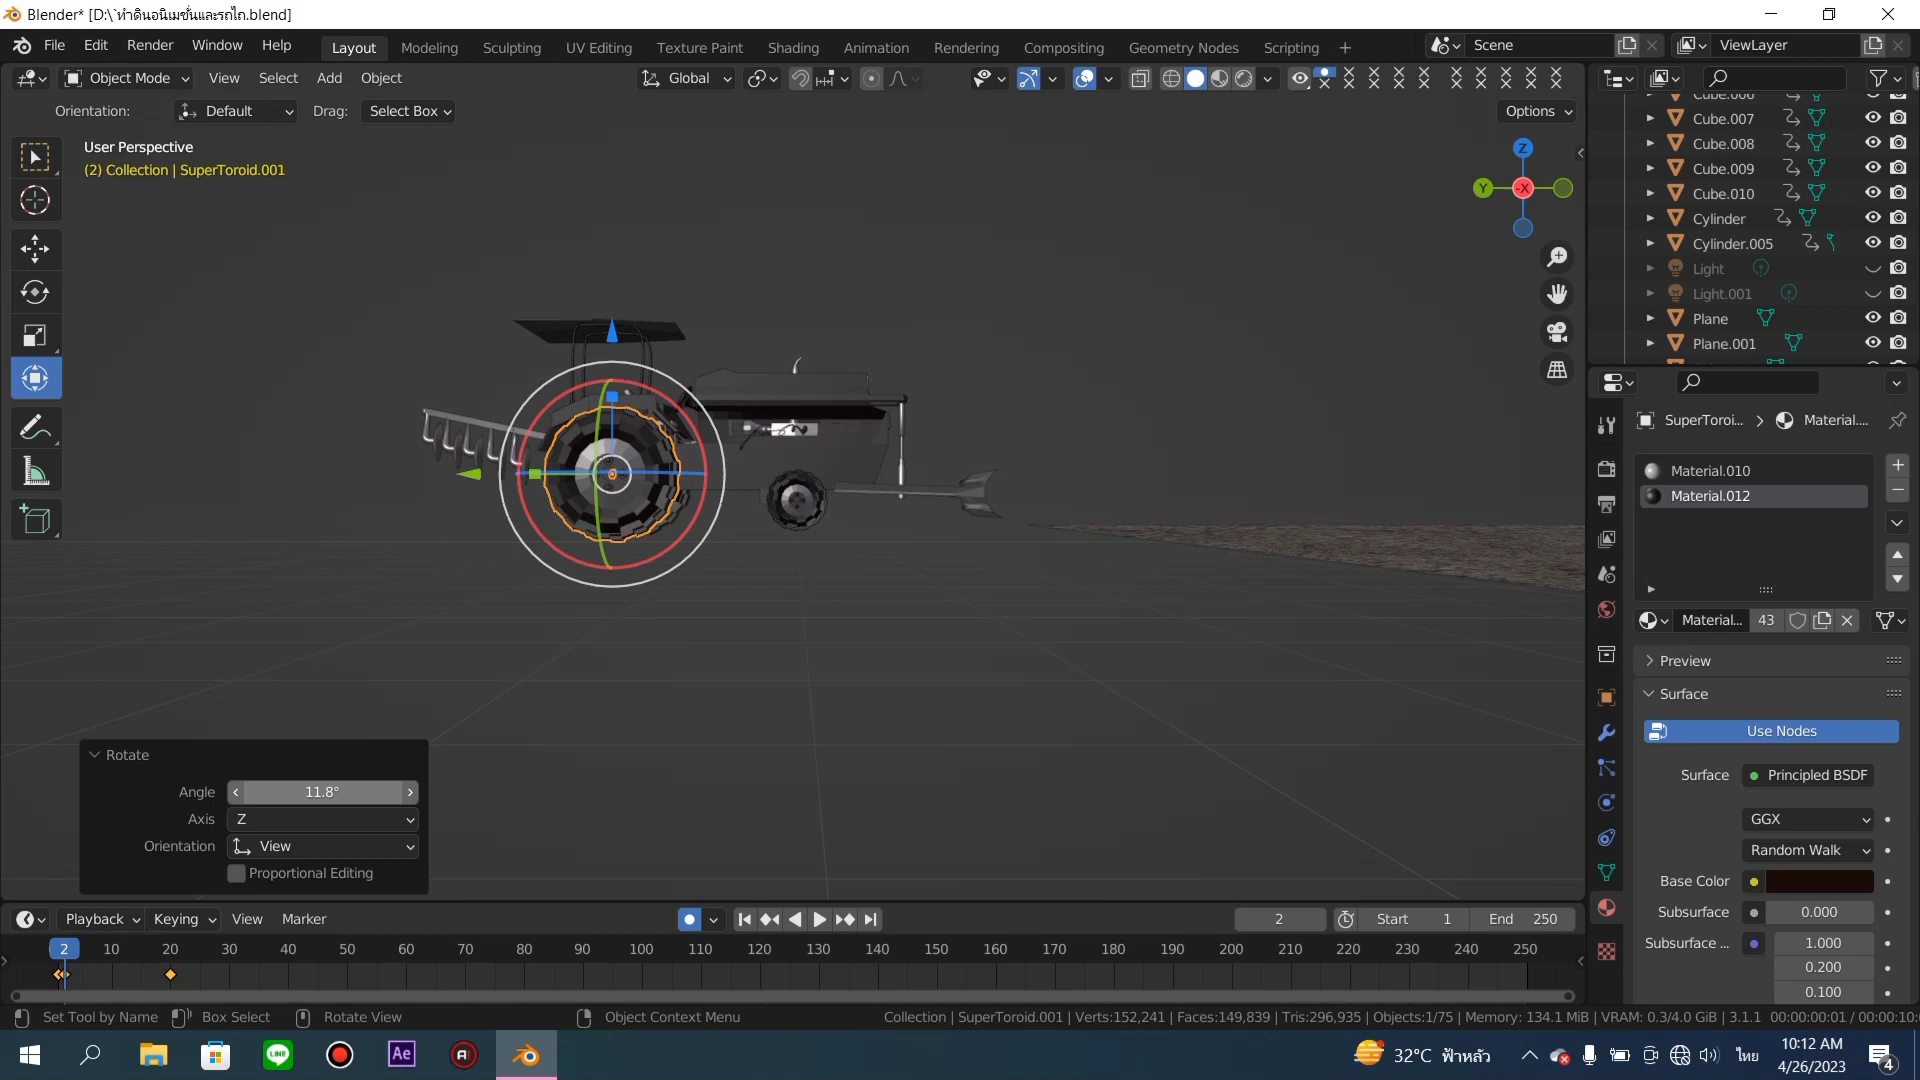 Blender* [D:\`ทำดินอนิเมชั่นและรถไถ.blend]
File Edit Render Window Help
Layout Modeling Sculpting UV Editing Texture Paint Shading Animation Rendering Compositing Geometry Nodes Scripting
Scene ViewLayer
Object Mode View Select Add Object Global
Orientation: Default Drag: Select Box Options
User Perspective
(2) Collection | SuperToroid.001
Z
Y -X
Cube.006
Cube.007
Cube.008
Cube.009
Cube.010
Cylinder
Cylinder.005
Light
Light.001
Plane
Plane.001
SuperToroi... Material....
Material.010
Material.012
Material... 43
Preview
Surface
Use Nodes
Surface Principled BSDF
GGX
Random Walk
Base Color
Subsurface 0.000
Subsurface ... 1.000
0.200
0.100
Rotate
Angle 11.8°
Axis Z
Orientation View
Proportional Editing
Playback Keying View Marker 2 Start 1 End 250
2 10 20 30 40 50 60 70 80 90 100 110 120 130 140 150 160 170 180 190 200 210 220 230 240 250
Set Tool by Name Box Select Rotate View Object Context Menu Collection | SuperToroid.001 | Verts:152,241 | Faces:149,839 | Tris:296,935 | Objects:1/75 | Memory: 134.1 MiB | VRAM: 0.3/4.0 GiB | 3.1.1 00:00:00:01 / 00:00:10:
LINE Ae 32°C ฟ้าหลัว ไทย 10:12 AM
4/26/2023 4